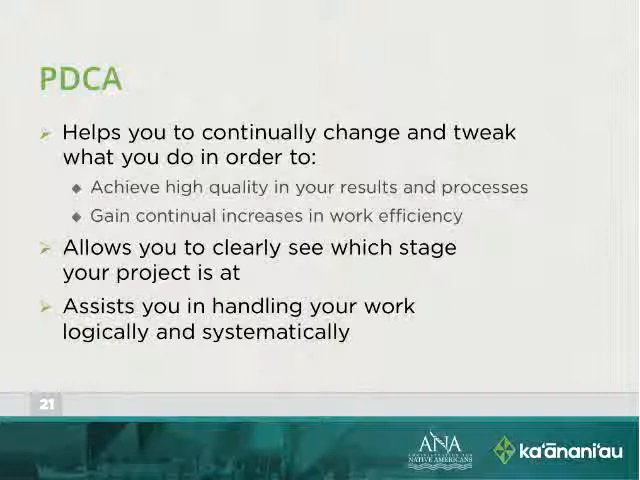 PDCA
Helps you to continually change and tweak
what you do in order to:
Achieve high quality in your results and processes
Gain continual increases in work efficiency
Allows you to clearly see which stage
your project is at
Assists you in handling your work
logically and systematically
21
ANA
ADMINISTRATION FOR
NATIVE AMERICANS
ka'ānani'au